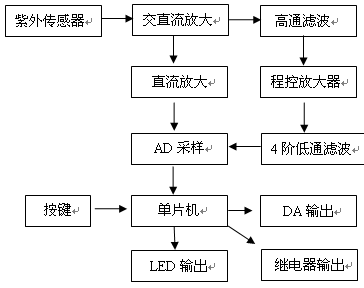 紫外传感器
交直流放大
高通滤波
直流放大
程控放大器
AD 采样
4 阶低通滤波
按键
单片机
DA 输出
LED 输出
继电器输出